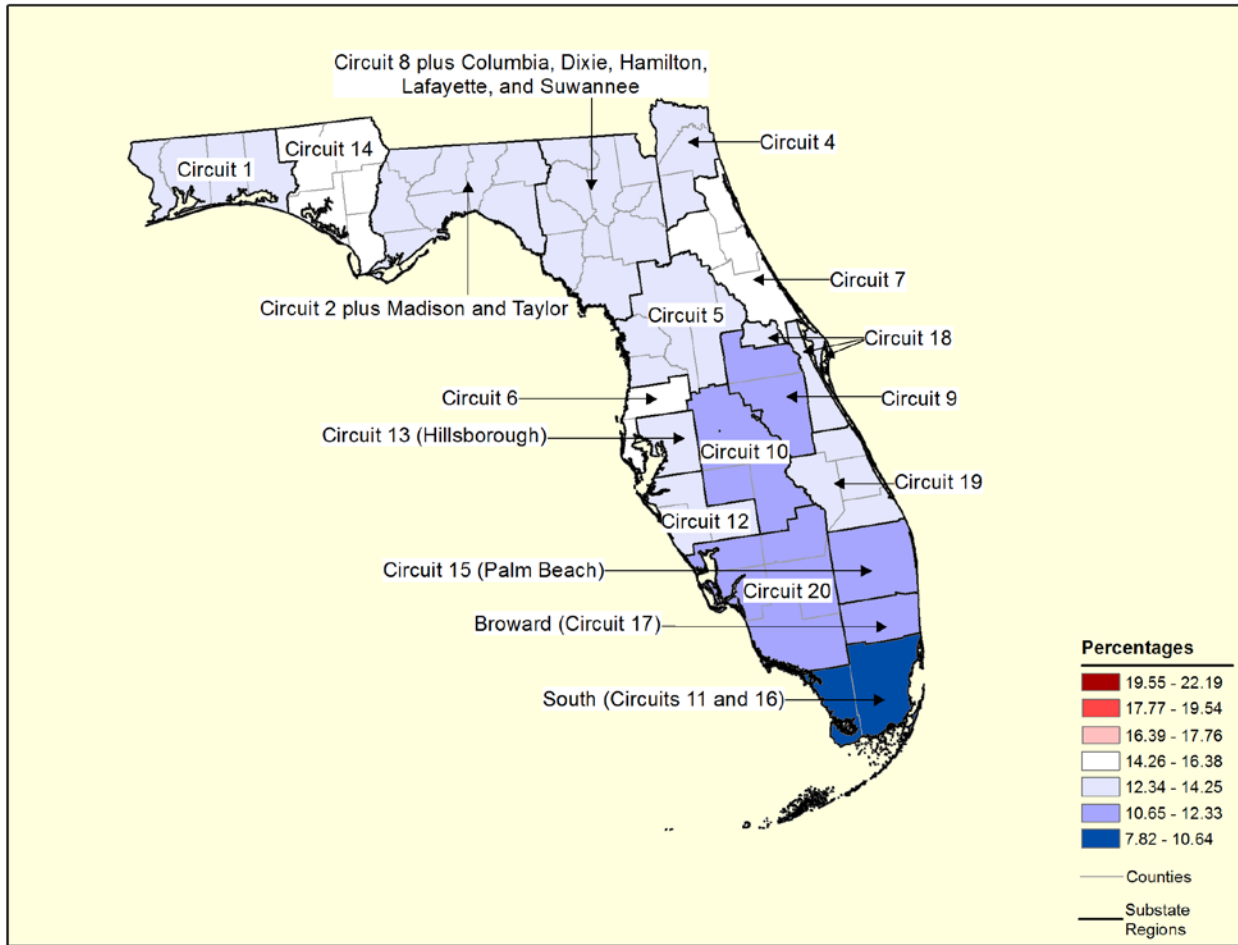 Circuit 8 plus Columbia, Dixie, Hamilton,
Lafayette, and Suwannee
Circuit 4
Circuit 14
Circuit 1
Circuit 7
Circuit 2 plus Madison and Taylor
Circuit 5
Circuit 18
Circuit 6
Circuit 9
Circuit 13 (Hillsborough)
Circuit 10
Circuit 19
Circuit 12
Circuit 15 (Palm Beach)
Circuit 20
Broward (Circuit 17)
South (Circuits 11 and 16)
Percentages
19.55 - 22.19
17.77 - 19.54
16.39 - 17.76
14.26 - 16.38
12.34 - 14.25
10.65 - 12.33
7.82 - 10.64
Counties
Substate
Regions